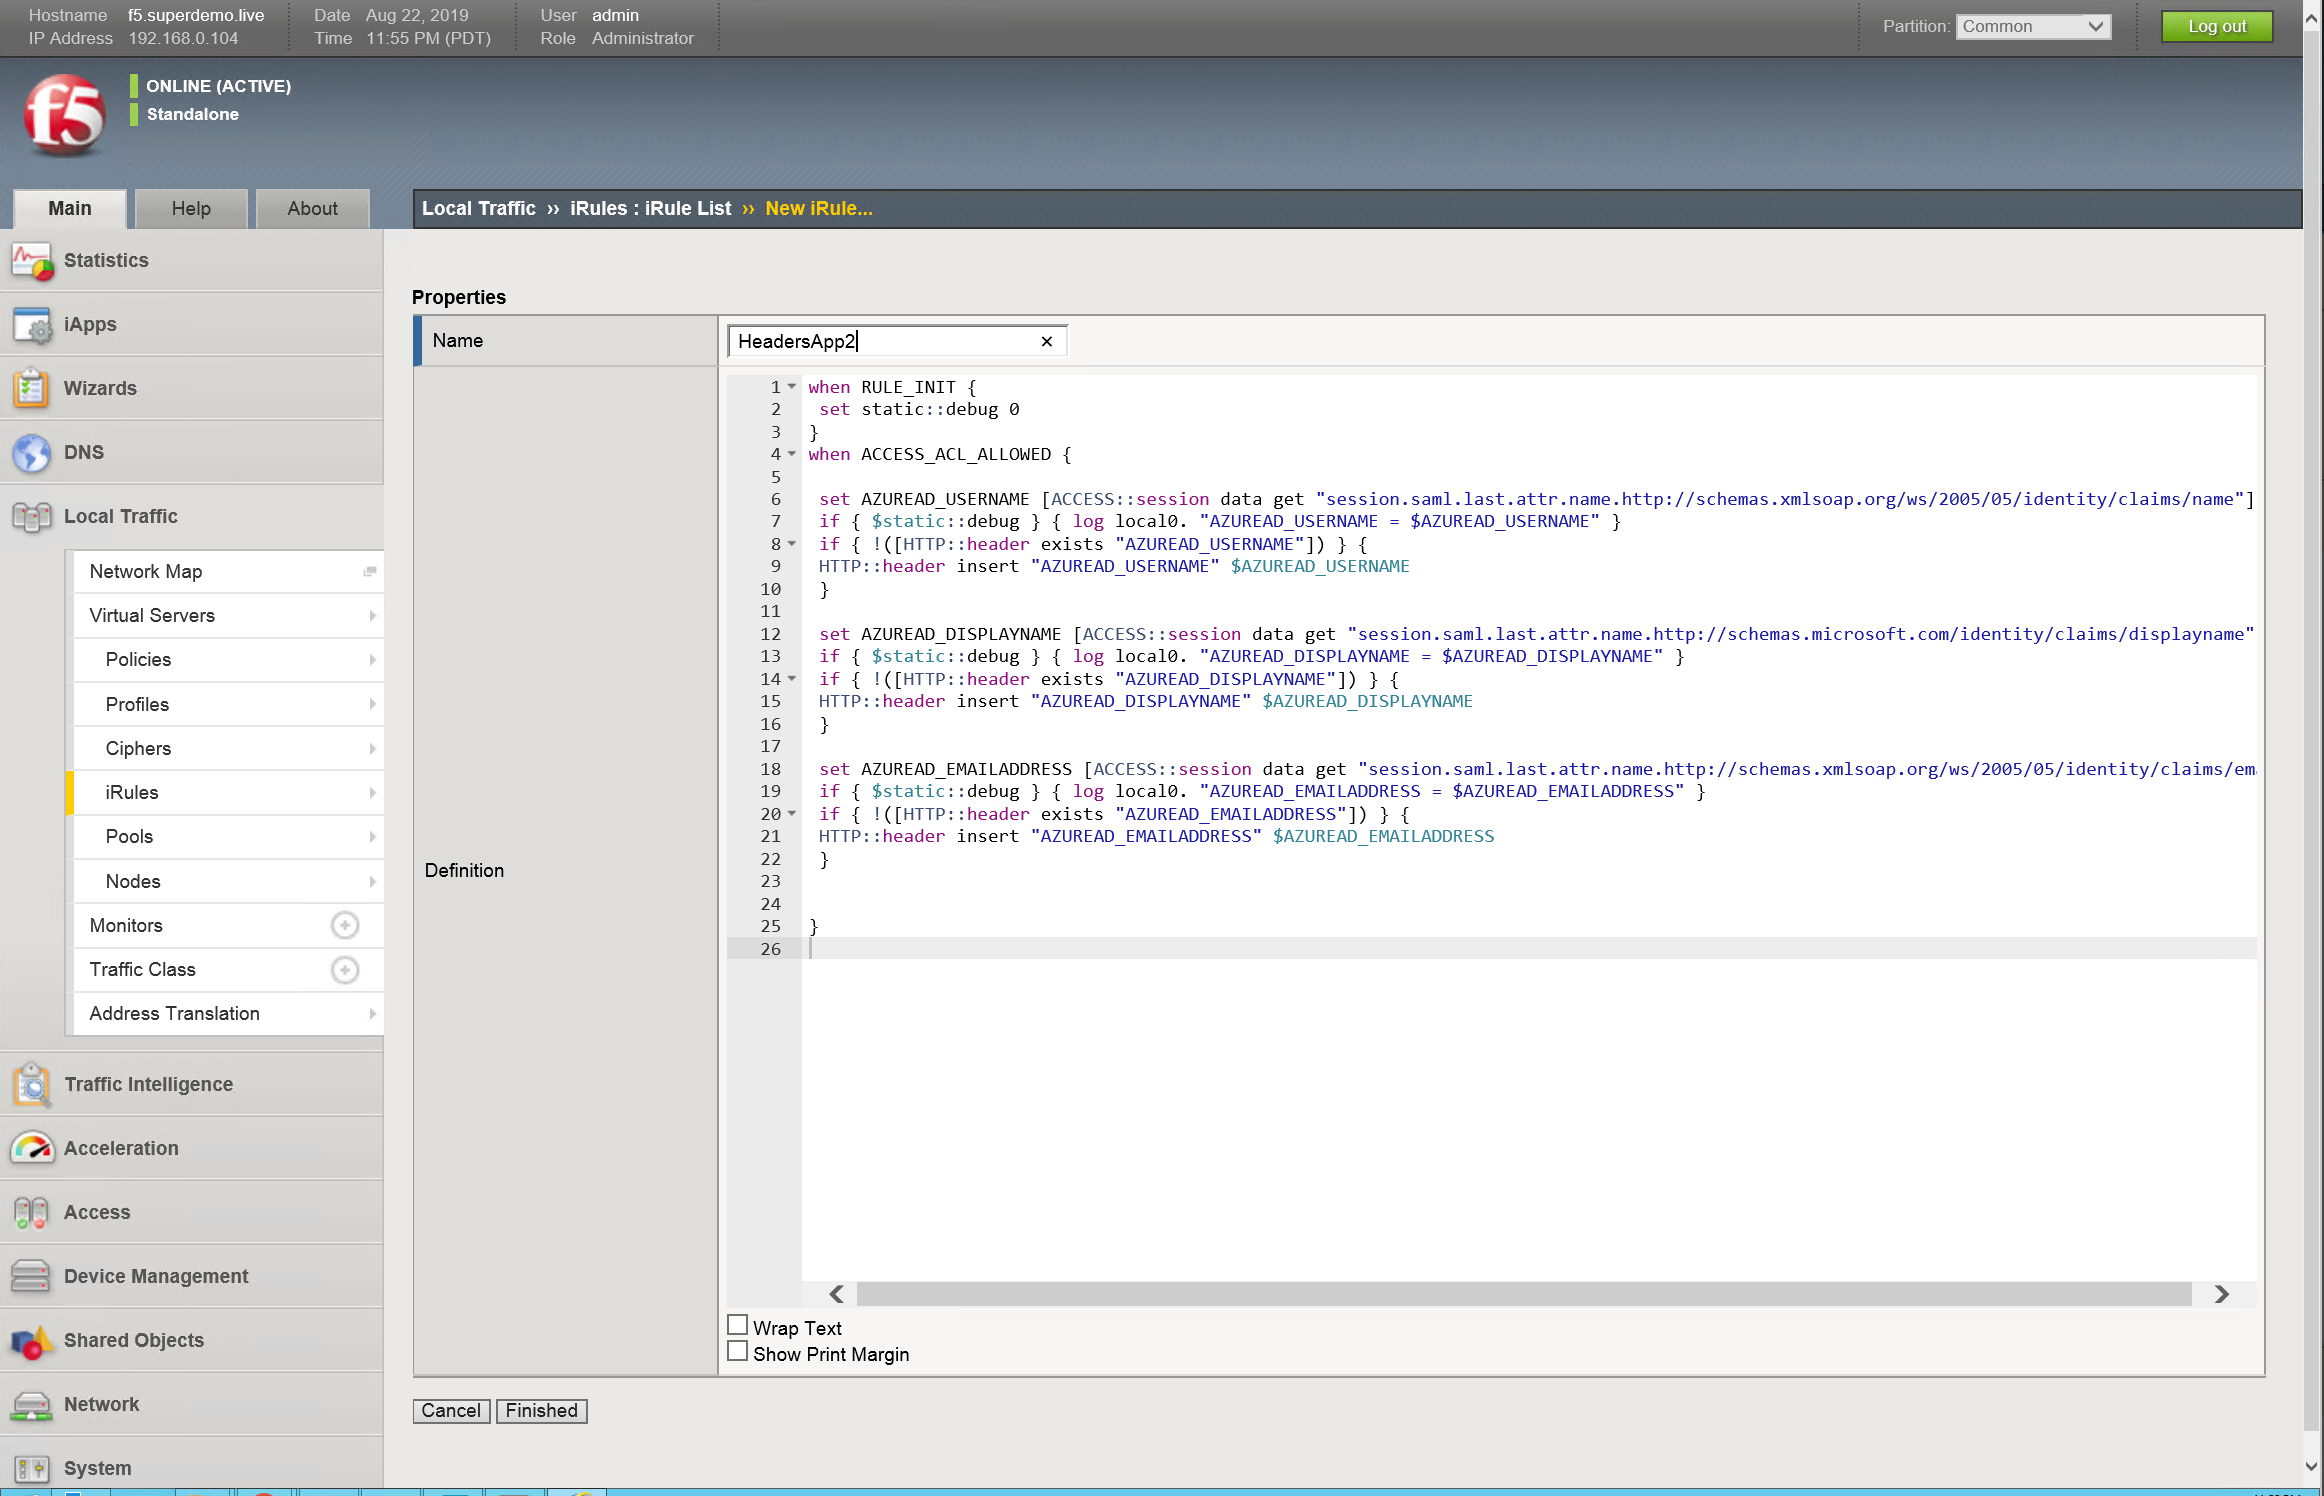 Hostname f5.superdemo.live Date Aug 22, 2019 User admin
IP Address 192.168.0.104 Time 11:55 PM (PDT) Role Administrator
Partition: Common Log out
f5
ONLINE (ACTIVE)
Standalone
Main Help About
Local Traffic ›› iRules : iRule List ›› New iRule...
Statistics
iApps
Wizards
DNS
Local Traffic
Network Map
Virtual Servers
Policies
Profiles
Ciphers
iRules
Pools
Nodes
Monitors
Traffic Class
Address Translation
Traffic Intelligence
Acceleration
Access
Device Management
Shared Objects
Network
System
Properties
Name HeadersApp2
Definition
1 when RULE_INIT {
2 set static::debug 0
3 }
4 when ACCESS_ACL_ALLOWED {
5
6 set AZUREAD_USERNAME [ACCESS::session data get "session.saml.last.attr.name.http://schemas.xmlsoap.org/ws/2005/05/identity/claims/name"]
7 if { $static::debug } { log local0. "AZUREAD_USERNAME = $AZUREAD_USERNAME" }
8 if { !([HTTP::header exists "AZUREAD_USERNAME"]) } {
9 HTTP::header insert "AZUREAD_USERNAME" $AZUREAD_USERNAME
10 }
11
12 set AZUREAD_DISPLAYNAME [ACCESS::session data get "session.saml.last.attr.name.http://schemas.microsoft.com/identity/claims/displayname"
13 if { $static::debug } { log local0. "AZUREAD_DISPLAYNAME = $AZUREAD_DISPLAYNAME" }
14 if { !([HTTP::header exists "AZUREAD_DISPLAYNAME"]) } {
15 HTTP::header insert "AZUREAD_DISPLAYNAME" $AZUREAD_DISPLAYNAME
16 }
17
18 set AZUREAD_EMAILADDRESS [ACCESS::session data get "session.saml.last.attr.name.http://schemas.xmlsoap.org/ws/2005/05/identity/claims/em
19 if { $static::debug } { log local0. "AZUREAD_EMAILADDRESS = $AZUREAD_EMAILADDRESS" }
20 if { !([HTTP::header exists "AZUREAD_EMAILADDRESS"]) } {
21 HTTP::header insert "AZUREAD_EMAILADDRESS" $AZUREAD_EMAILADDRESS
22 }
23
24
25 }
26
Wrap Text
Show Print Margin
Cancel Finished